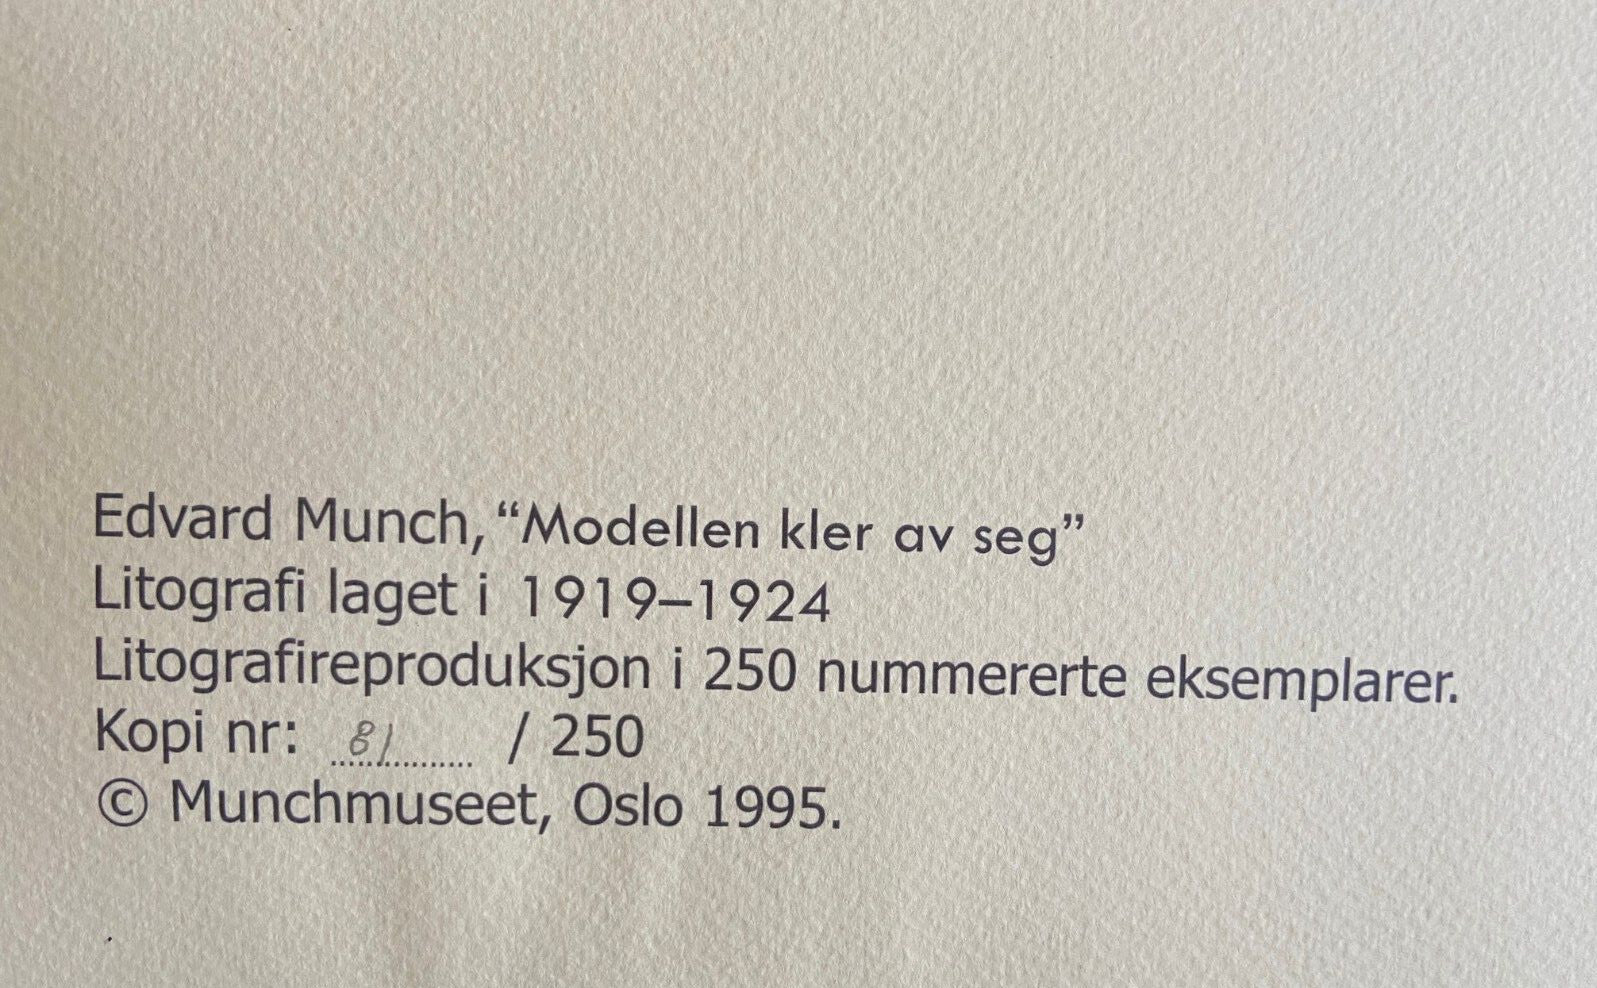 Edvard Munch, “Modellen kler av seg”
Litografi laget i 1919–1924
Litografireproduksjon i 250 nummererte eksemplarer.
Kopi nr: 81 / 250
© Munchmuseet, Oslo 1995.